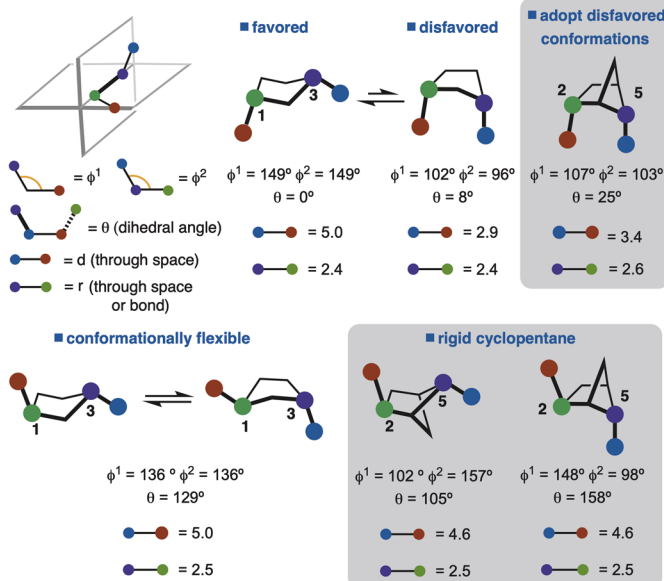 ■ favored
■ disfavored
■ adopt disfavored
conformations
1
3
2
5
= ϕ¹
= ϕ²
= θ (dihedral angle)
= d (through space)
= r (through space
or bond)
ϕ¹ = 149º ϕ² = 149º
θ = 0º
= 5.0
= 2.4
ϕ¹ = 102º ϕ² = 96º
θ = 8º
= 2.9
= 2.4
ϕ¹ = 107º ϕ² = 103º
θ = 25º
= 3.4
= 2.6
■ conformationally flexible
1
3
1
3
ϕ¹ = 136 º ϕ² = 136º
θ = 129º
= 5.0
= 2.5
■ rigid cyclopentane
2
5
2
5
ϕ¹ = 102 º ϕ² = 157º
θ = 105º
= 4.6
= 2.5
ϕ¹ = 148º ϕ² = 98º
θ = 158º
= 4.6
= 2.5